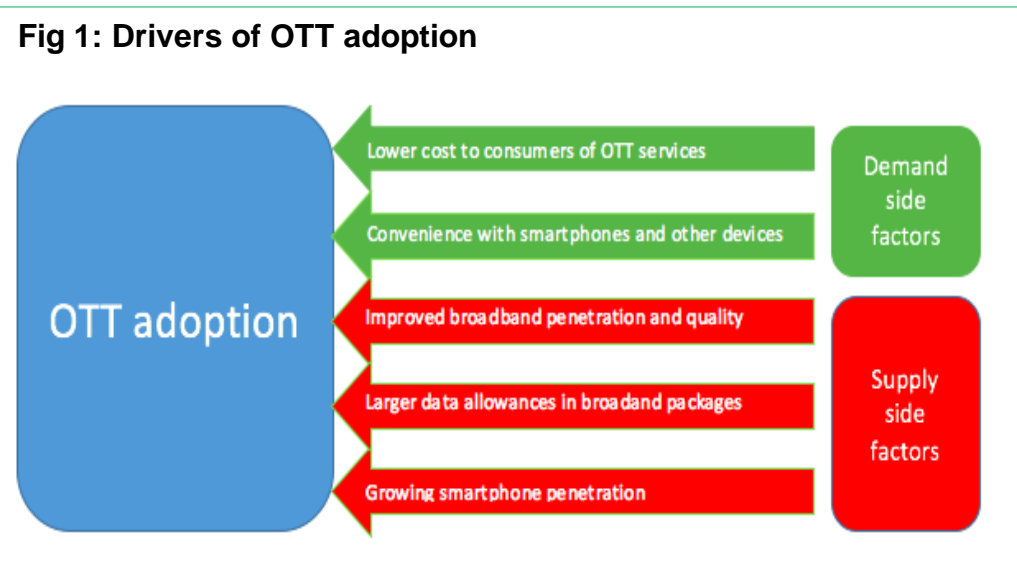 Fig 1: Drivers of OTT adoption
OTT adoption
Lower cost to consumers of OTT services
Convenience with smartphones and other devices
Improved broadband penetration and quality
Larger data allowances in broadand packages
Growing smartphone penetration
Demand
side
factors
Supply
side
factors